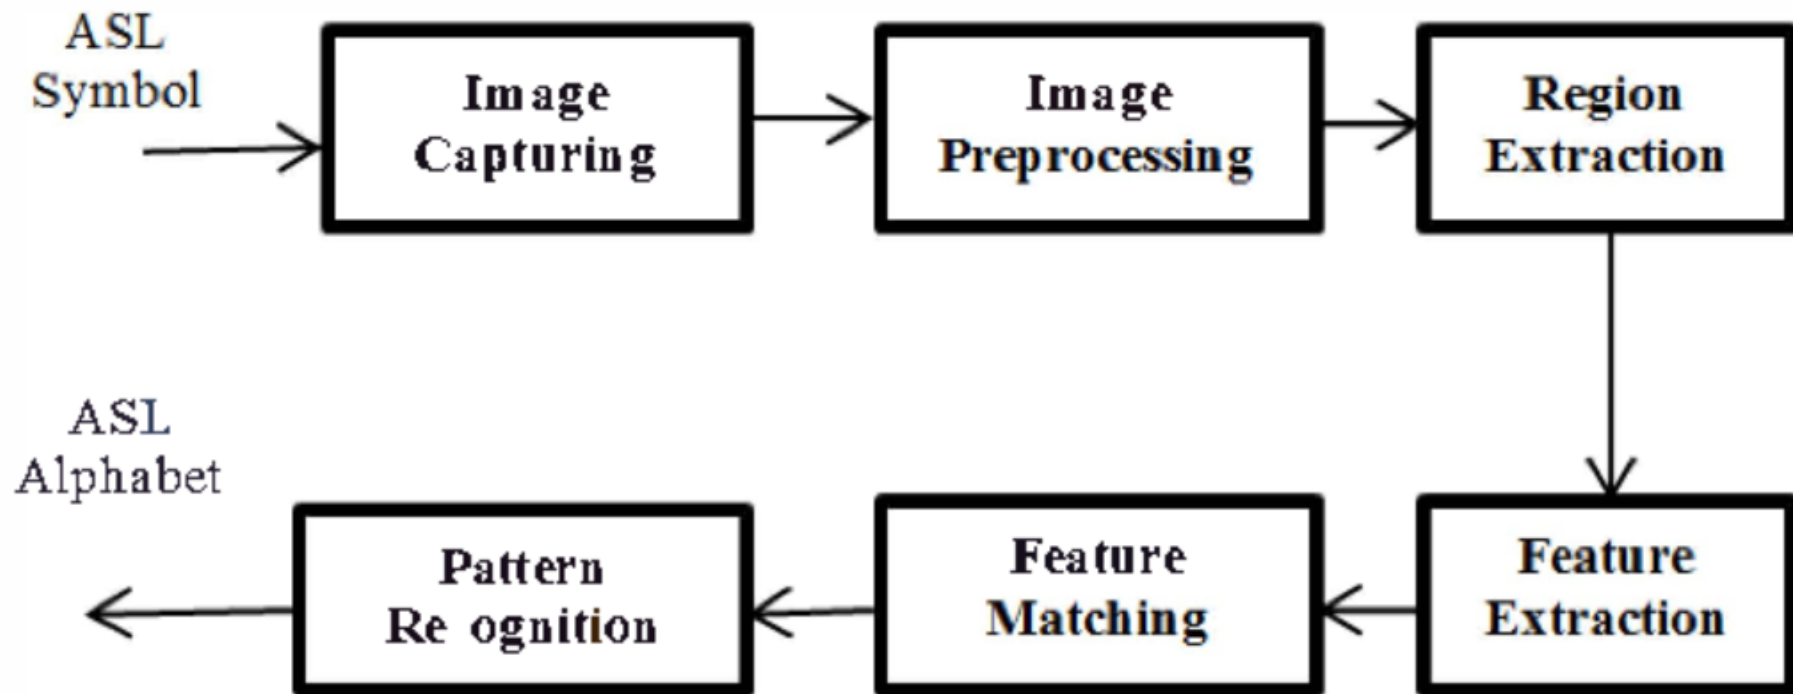 ASL
Symbol
Image
Capturing
Image
Preprocessing
Region
Extraction
Feature
Extraction
Feature
Matching
Pattern
Re ognition
ASL
Alphabet